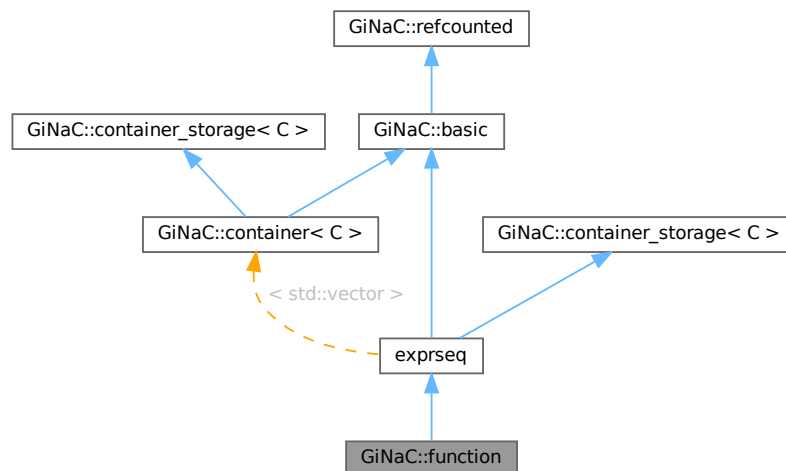 GiNaC::refcounted
GiNaC::container_storage< C >
GiNaC::basic
GiNaC::container< C >
GiNaC::container_storage< C >
< std::vector >
exprseq
GiNaC::function